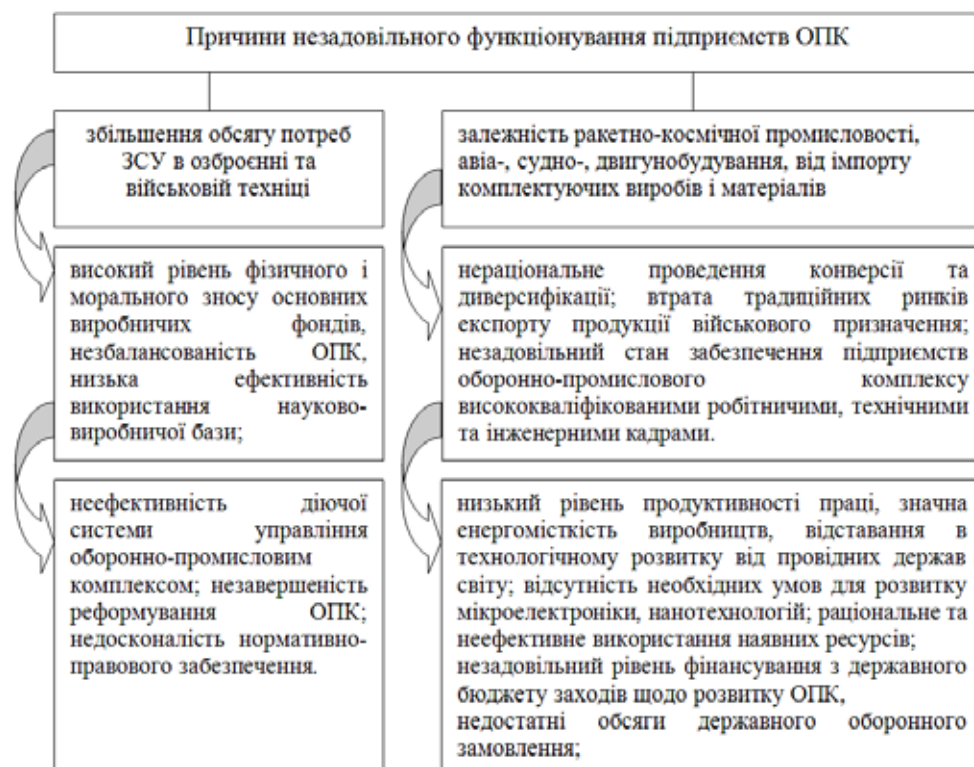 Причини незадовільного функціонування підприємств ОПК
збільшення обсягу потреб
ЗСУ в озброєнні та
військовій техніці
високий рівень фізичного і
морального зносу основних
виробничих фондів,
незбалансованість ОПК,
низька ефективність
використання науково-
виробничої бази;
неефективність діючої
системи управління
оборонно-промисловим
комплексом; незавершеність
реформування ОПК;
недосконалість нормативно-
правового забезпечення.
залежність ракетно-космічної промисловості,
авіа-, судно-, двигунобудування, від імпорту
комплектуючих виробів і матеріалів
нераціональне проведення конверсії та
диверсифікації; втрата традиційних ринків
експорту продукції військового призначення;
незадовільний стан забезпечення підприємств
оборонно-промислового комплексу
висококваліфікованими робітничими, технічними
та інженерними кадрами.
низький рівень продуктивності праці, значна
енергомісткість виробництв, відставання в
технологічному розвитку від провідних держав
світу; відсутність необхідних умов для розвитку
мікроелектроніки, нанотехнологій; раціональне та
неефективне використання наявних ресурсів;
незадовільний рівень фінансування з державного
бюджету заходів щодо розвитку ОПК,
недостатні обсяги державного оборонного
замовлення;